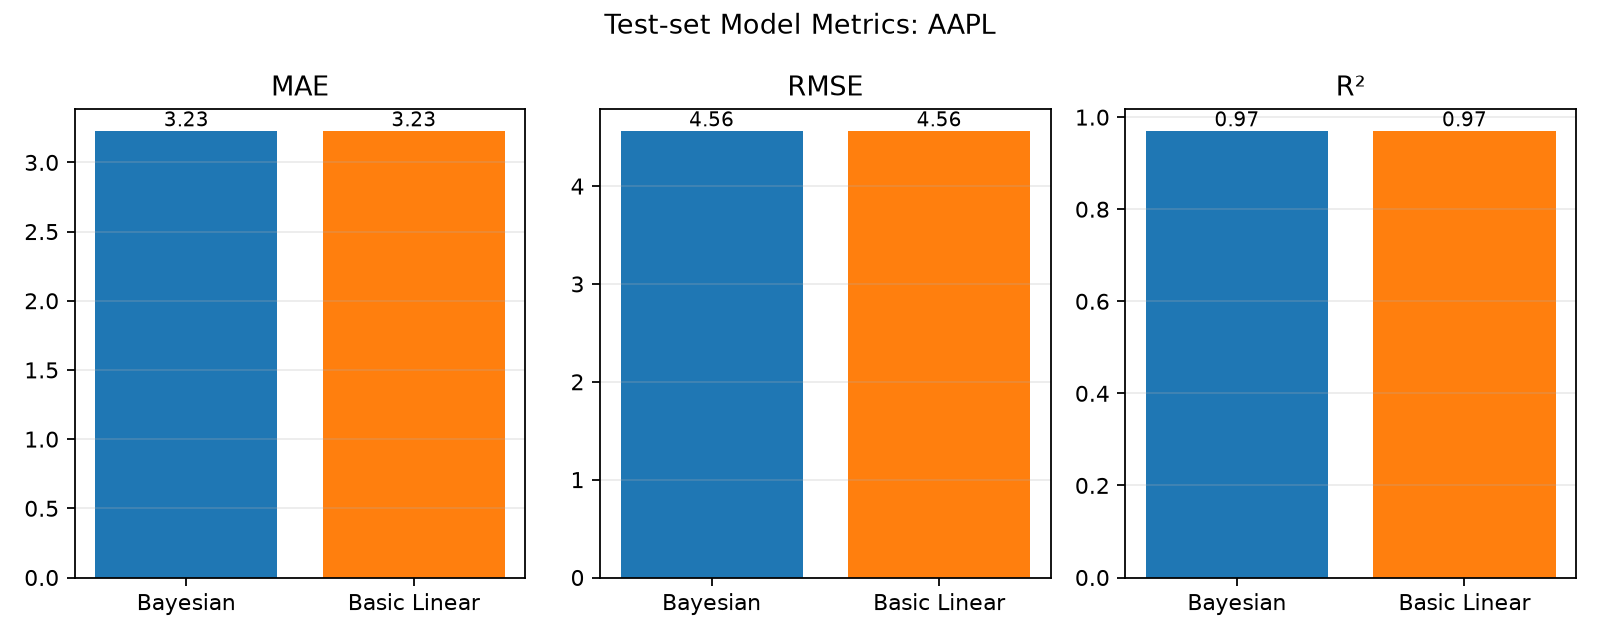 Test-set Model Metrics: AAPL
MAE
3.23
3.23
3.0
2.5
2.0
1.5
1.0
0.5
0.0
Bayesian
Basic Linear
RMSE
4.56
4.56
4
3
2
1
0
Bayesian
Basic Linear
R²
0.97
0.97
1.0
0.8
0.6
0.4
0.2
0.0
Bayesian
Basic Linear